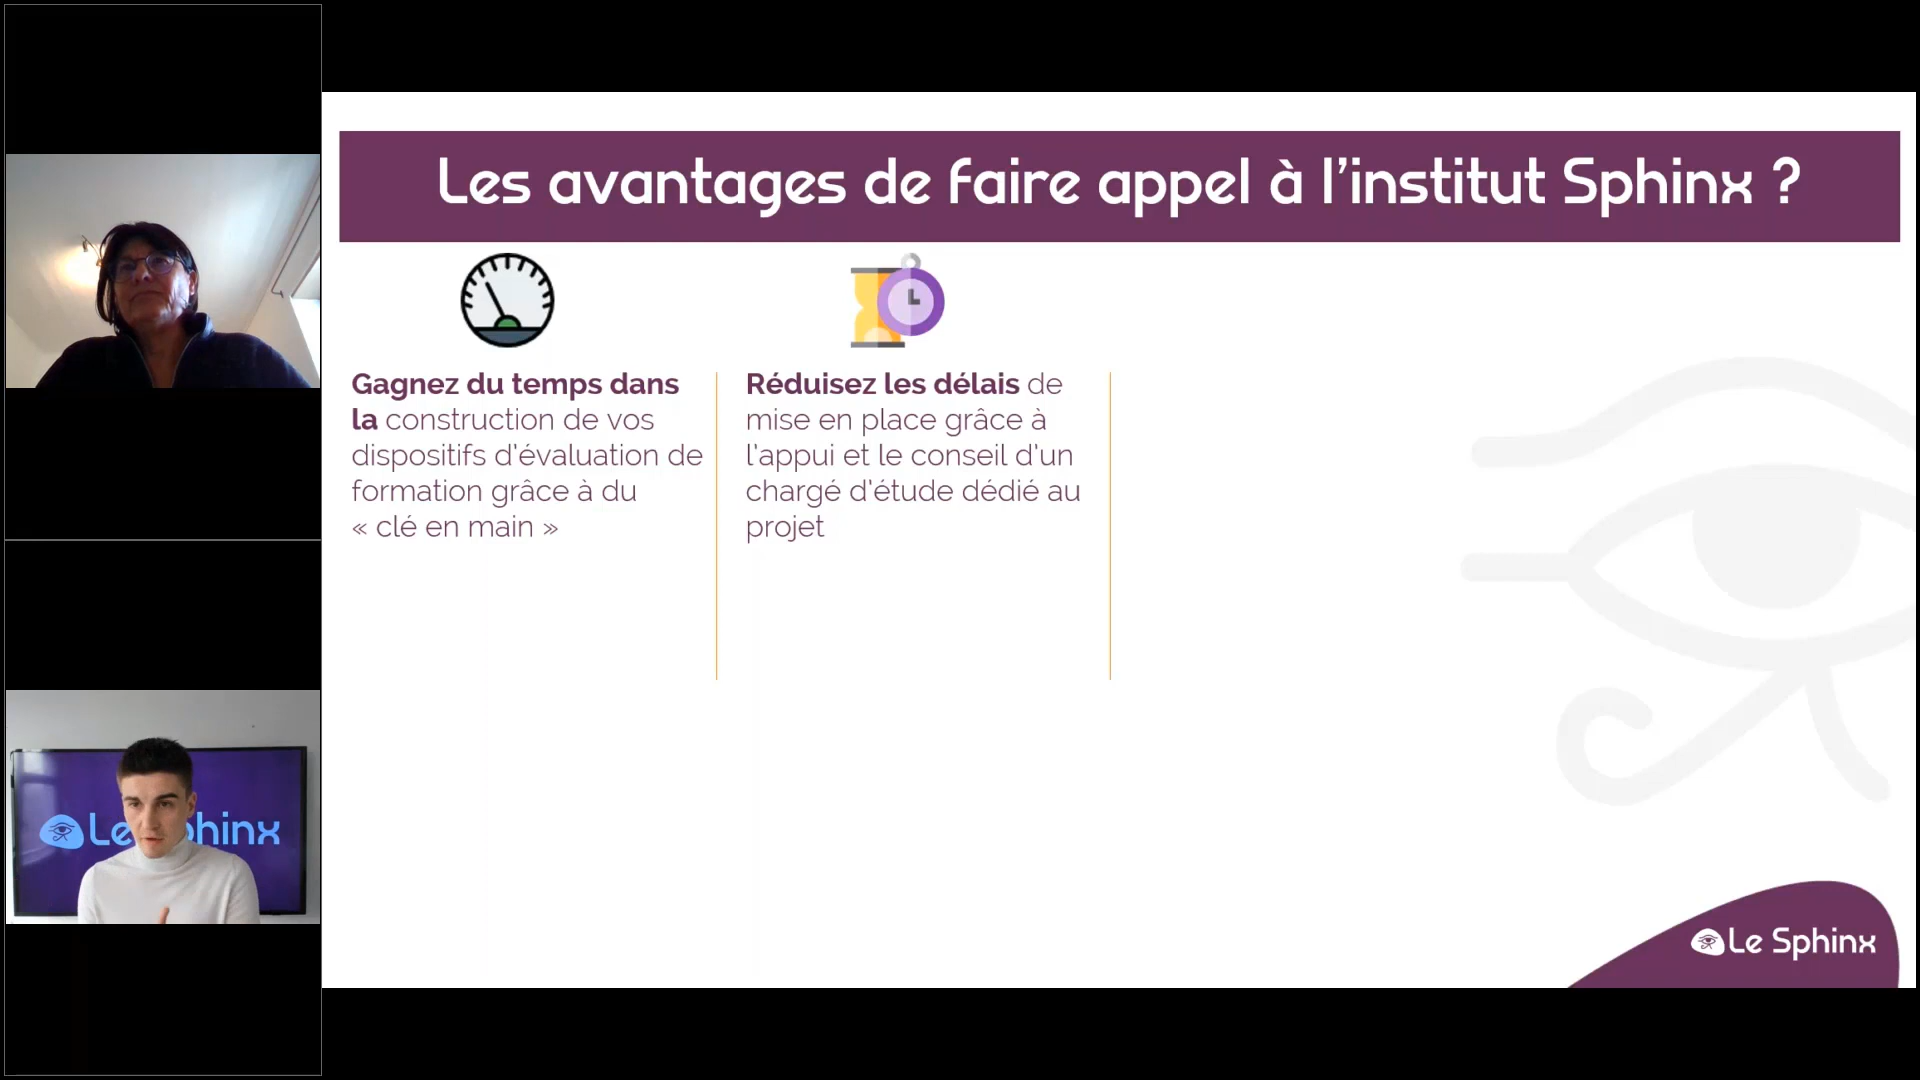 Les avantages de faire appel à l’institut Sphinx ?
Gagnez du temps dans
la construction de vos
dispositifs d’évaluation de
formation grâce à du
« clé en main »
Réduisez les délais de
mise en place grâce à
l’appui et le conseil d’un
chargé d’étude dédié au
projet
Le Sphinx
Le Sphinx